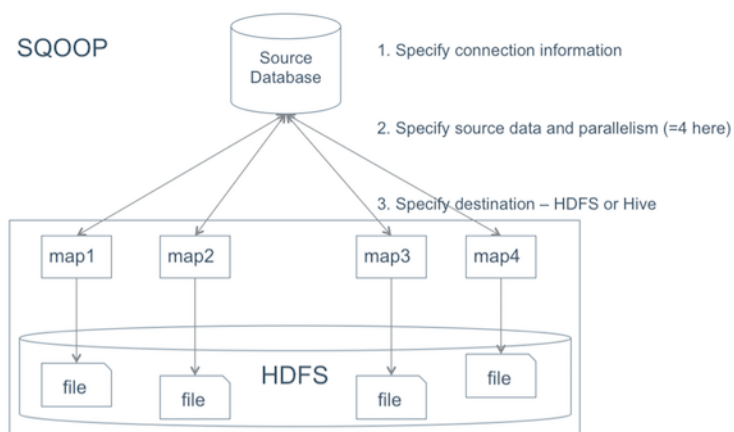 SQOOP
Source
Database
1. Specify connection information
2. Specify source data and parallelism (=4 here)
3. Specify destination – HDFS or Hive
map1
map2
map3
map4
HDFS
file
file
file
file